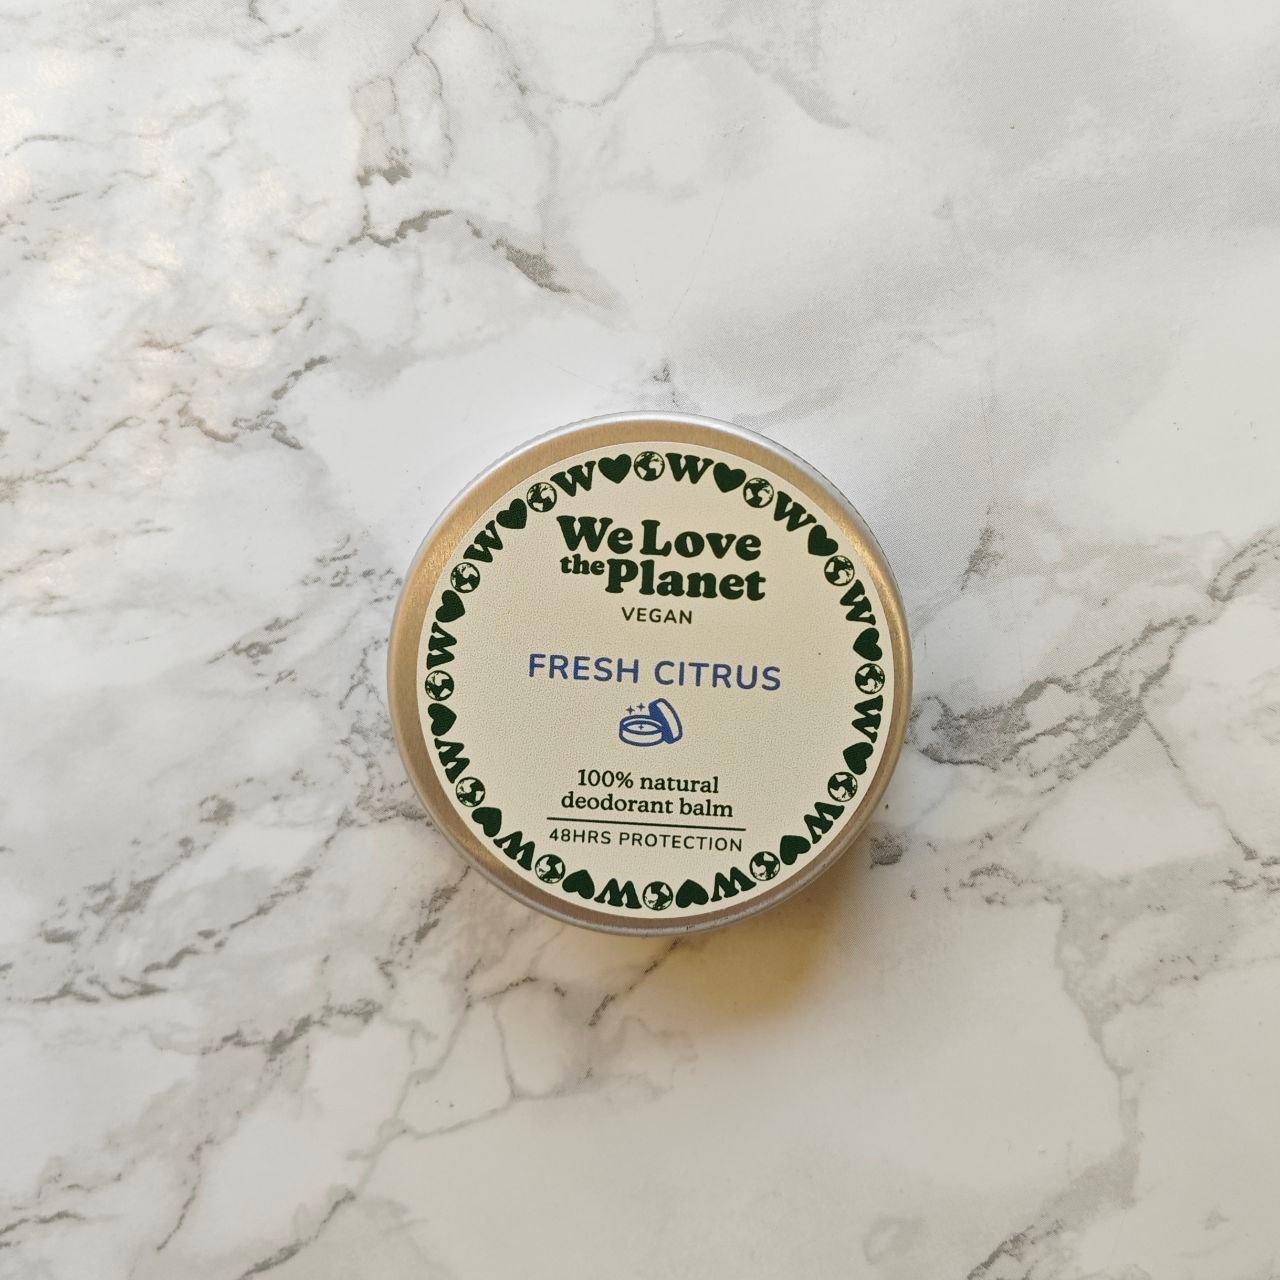 We Love
the Planet
VEGAN
FRESH CITRUS
100% natural
deodorant balm
48HRS PROTECTION
W W W W W W W W W W W W W